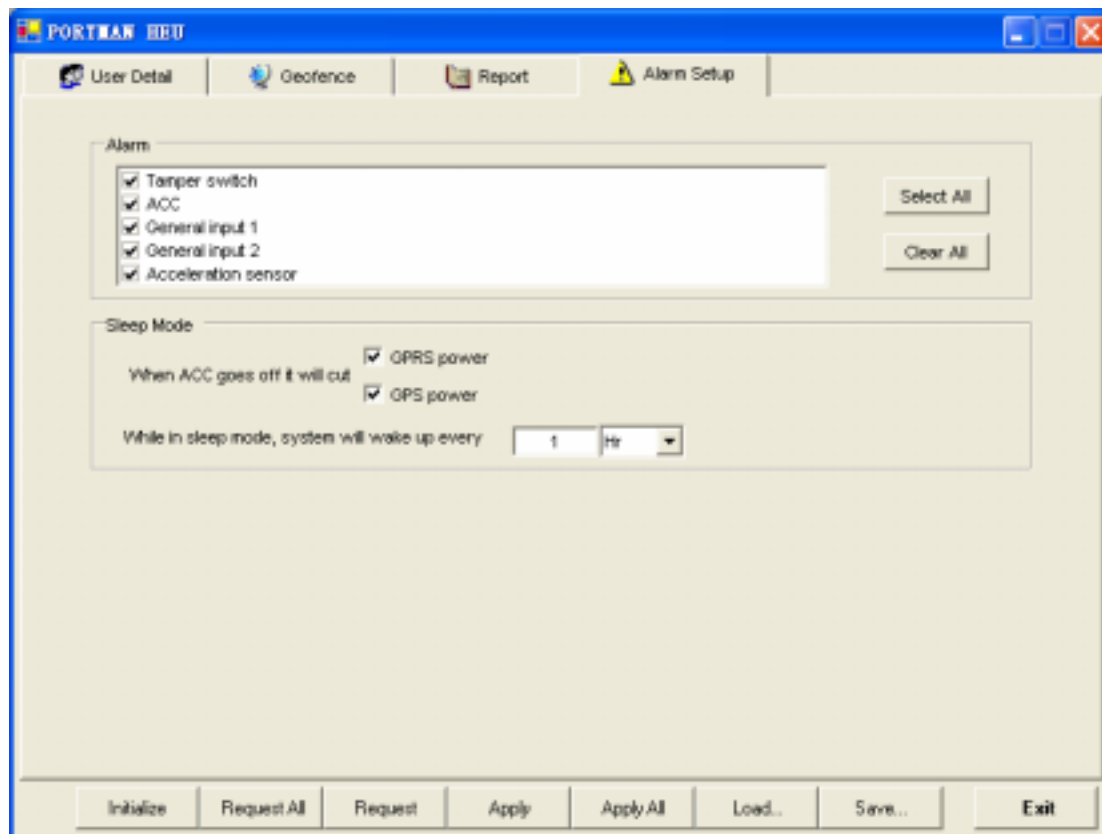 PORTMAN HEU
User Detail
Geofence
Report
Alarm Setup
Alarm
Tamper switch
ACC
General input 1
General input 2
Acceleration sensor
Select All
Clear All
Sleep Mode
When ACC goes off it will cut
GPRS power
GPS power
While in sleep mode, system will wake up every 1 Hr
Initialize Request All Request Apply Apply All Load... Save... Exit